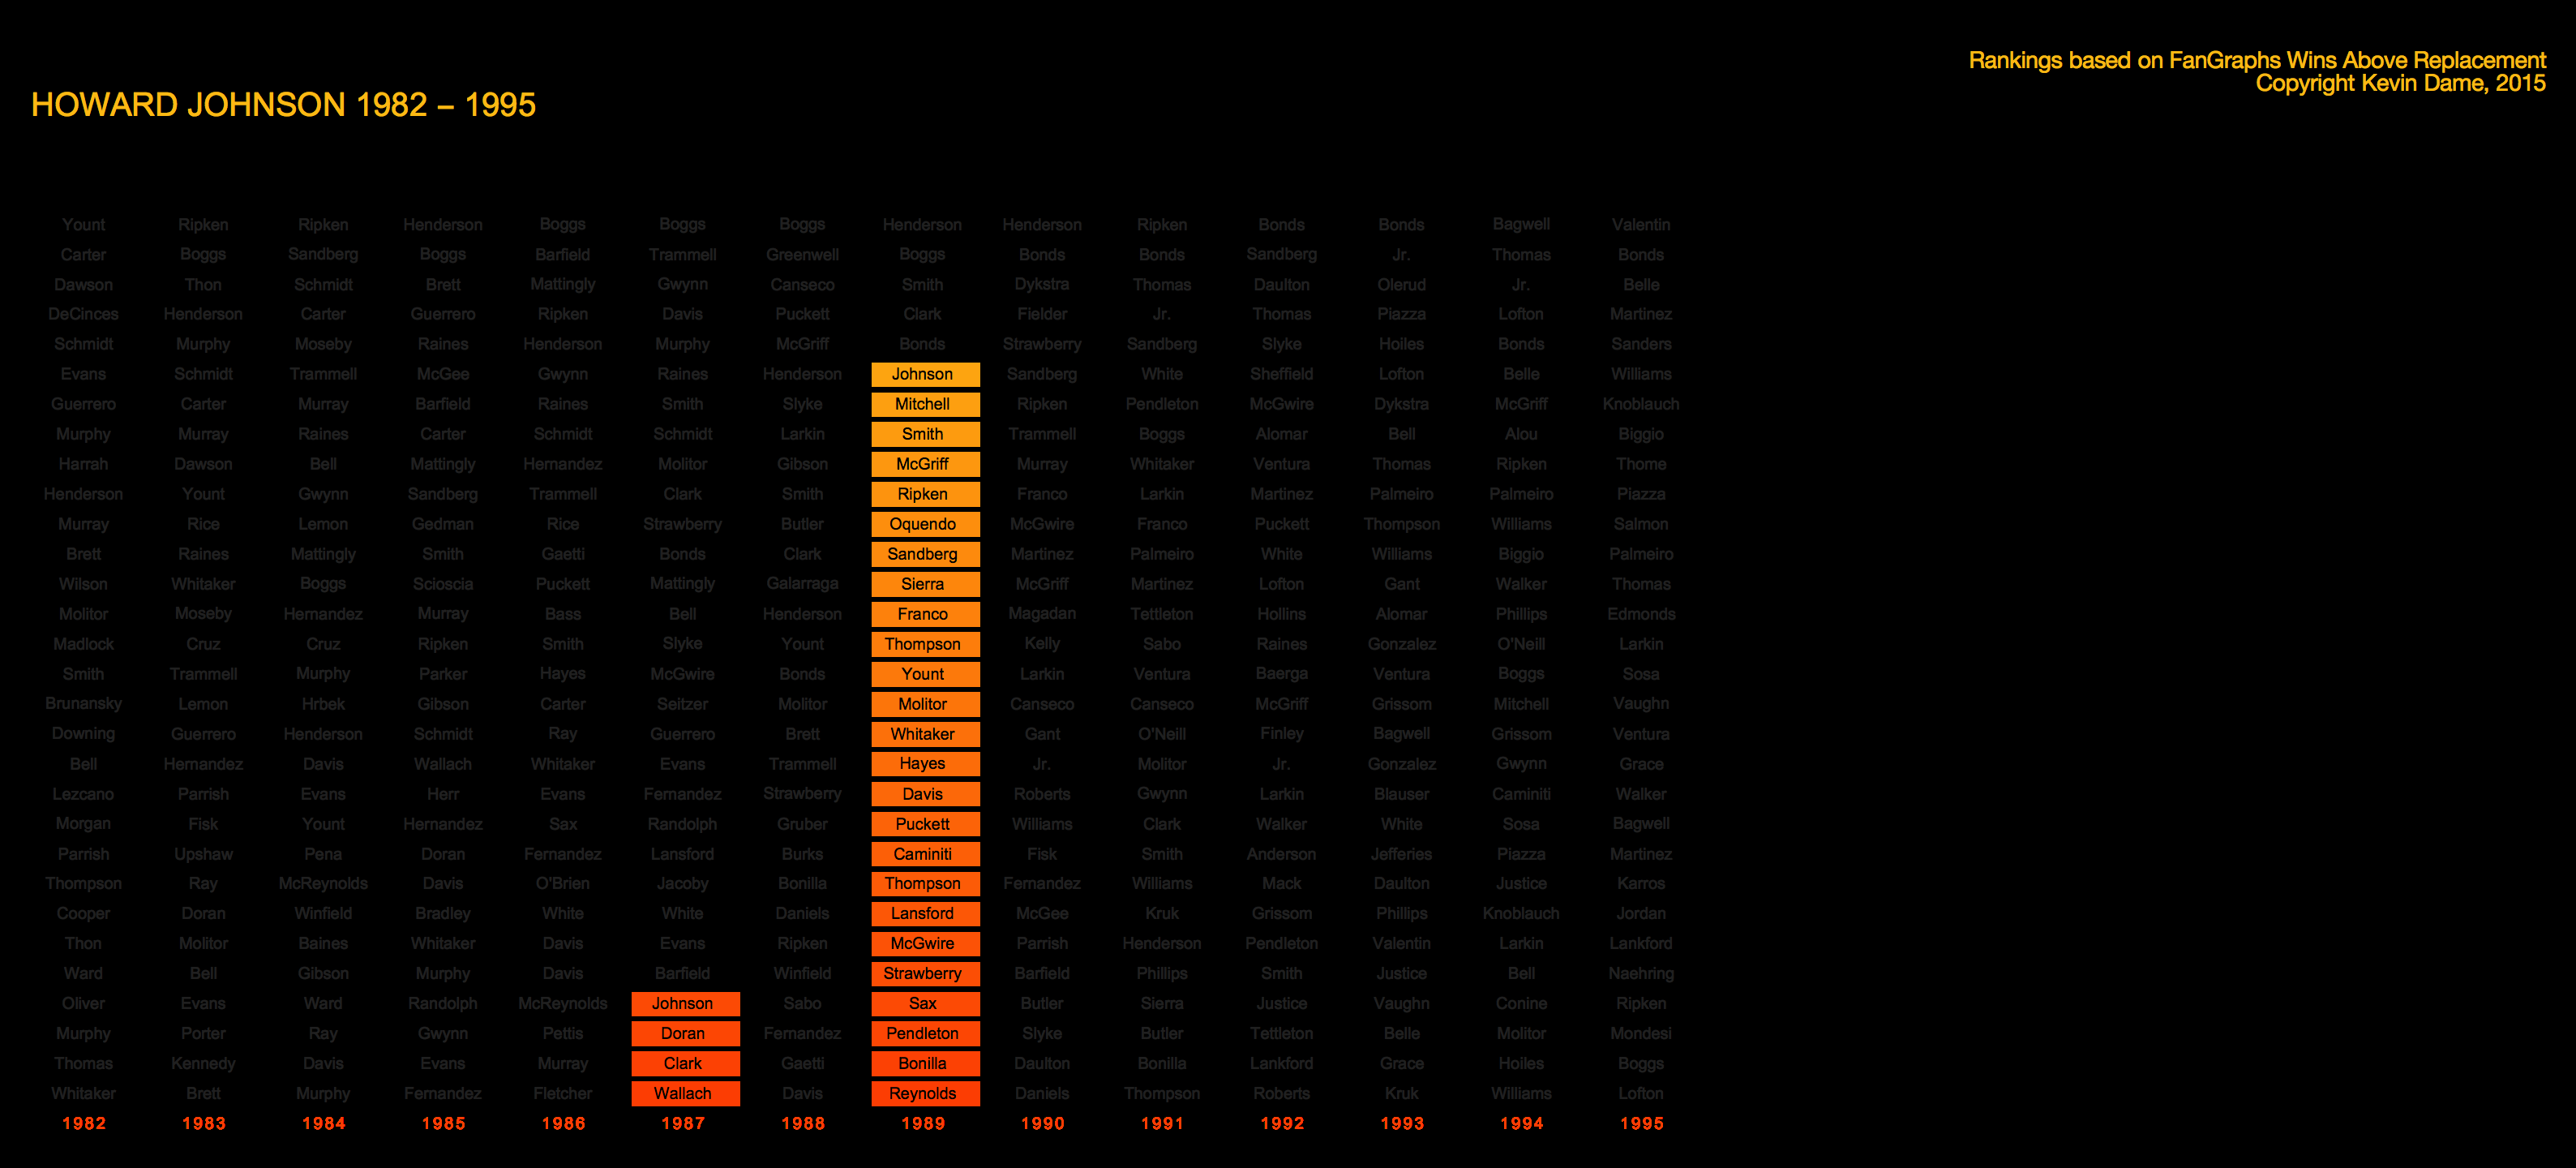 Rankings based on FanGraphs Wins Above Replacement
Copyright Kevin Dame, 2015
HOWARD JOHNSON 1982 – 1995
Yount Ripken Ripken Henderson Boggs Boggs Boggs Henderson Henderson Ripken Bonds Bonds Bagwell Valentin
Carter Boggs Sandberg Boggs Barfield Trammell Greenwell Boggs Bonds Bonds Sandberg Jr. Thomas Bonds
Dawson Thon Schmidt Brett Mattingly Gwynn Canseco Smith Dykstra Thomas Daulton Olerud Jr. Belle
DeCinces Henderson Carter Guerrero Ripken Davis Puckett Clark Fielder Jr. Thomas Piazza Lofton Martinez
Schmidt Murphy Moseby Raines Henderson Murphy McGriff Bonds Strawberry Sandberg Slyke Hoiles Bonds Sanders
Evans Schmidt Trammell McGee Gwynn Raines Henderson Johnson Sandberg White Sheffield Lofton Belle Williams
Guerrero Carter Murray Barfield Raines Smith Slyke Mitchell Ripken Pendleton McGwire Dykstra McGriff Knoblauch
Murphy Murray Raines Carter Schmidt Schmidt Larkin Smith Trammell Boggs Alomar Bell Alou Biggio
Harrah Dawson Bell Mattingly Hernandez Molitor Gibson McGriff Murray Whitaker Ventura Thomas Ripken Thome
Henderson Yount Gwynn Sandberg Trammell Clark Smith Ripken Franco Larkin Martinez Palmeiro Palmeiro Piazza
Murray Rice Lemon Gedman Rice Strawberry Butler Oquendo McGwire Franco Puckett Thompson Williams Salmon
Brett Raines Mattingly Smith Gaetti Bonds Clark Sandberg Martinez Palmeiro White Williams Biggio Palmeiro
Wilson Whitaker Boggs Scioscia Puckett Mattingly Galarraga Sierra McGriff Martinez Lofton Gant Walker Thomas
Molitor Moseby Hernandez Murray Bass Bell Henderson Franco Magadan Tettleton Hollins Alomar Phillips Edmonds
Madlock Cruz Cruz Ripken Smith Slyke Yount Thompson Kelly Sabo Raines Gonzalez O'Neill Larkin
Smith Trammell Murphy Parker Hayes McGwire Bonds Yount Larkin Ventura Baerga Ventura Boggs Sosa
Brunansky Lemon Hrbek Gibson Carter Seitzer Molitor Molitor Canseco Canseco McGriff Grissom Mitchell Vaughn
Downing Guerrero Henderson Schmidt Ray Guerrero Brett Whitaker Gant O'Neill Finley Bagwell Grissom Ventura
Bell Hernandez Davis Wallach Whitaker Evans Trammell Hayes Jr. Molitor Jr. Gonzalez Gwynn Grace
Lezcano Parrish Evans Herr Evans Fernandez Strawberry Davis Roberts Gwynn Larkin Blauser Caminiti Walker
Morgan Fisk Yount Hernandez Sax Randolph Gruber Puckett Williams Clark Walker White Sosa Bagwell
Parrish Upshaw Pena Doran Fernandez Lansford Burks Caminiti Fisk Smith Anderson Jefferies Piazza Martinez
Thompson Ray McReynolds Davis O'Brien Jacoby Bonilla Thompson Fernandez Williams Mack Daulton Justice Karros
Cooper Doran Winfield Bradley White White Daniels Lansford McGee Kruk Grissom Phillips Knoblauch Jordan
Thon Molitor Baines Whitaker Davis Evans Ripken McGwire Parrish Henderson Pendleton Valentin Larkin Lankford
Ward Bell Gibson Murphy Davis Barfield Winfield Strawberry Barfield Phillips Smith Justice Bell Naehring
Oliver Evans Ward Randolph McReynolds Johnson Sabo Sax Butler Sierra Justice Vaughn Conine Ripken
Murphy Porter Ray Gwynn Pettis Doran Fernandez Pendleton Slyke Butler Tettleton Belle Molitor Mondesi
Thomas Kennedy Davis Evans Murray Clark Gaetti Bonilla Daulton Bonilla Lankford Grace Hoiles Boggs
Whitaker Brett Murphy Fernandez Fletcher Wallach Davis Reynolds Daniels Thompson Roberts Kruk Williams Lofton
1982 1983 1984 1985 1986 1987 1988 1989 1990 1991 1992 1993 1994 1995